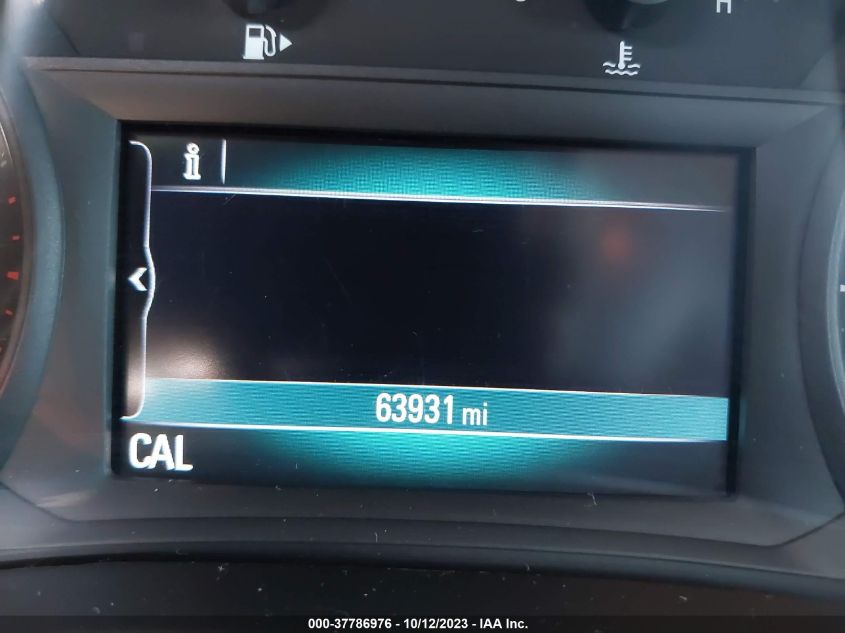 H
i
63931 mi
CAL
000-37786976 - 10/12/2023 - IAA Inc.